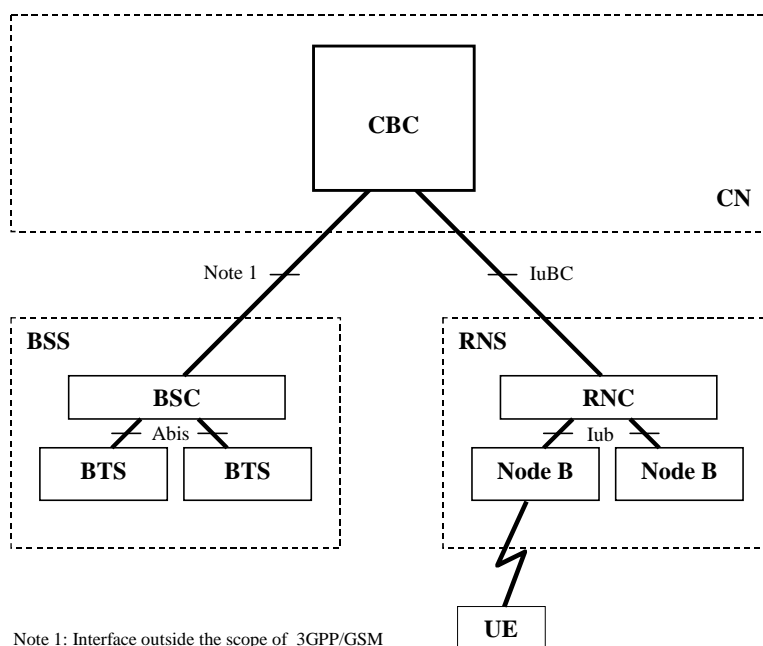 CBC
CN
Note 1
IuBC
BSS
RNS
BSC
RNC
Abis
Iub
BTS
BTS
Node B
Node B
UE
Note 1: Interface outside the scope of 3GPP/GSM